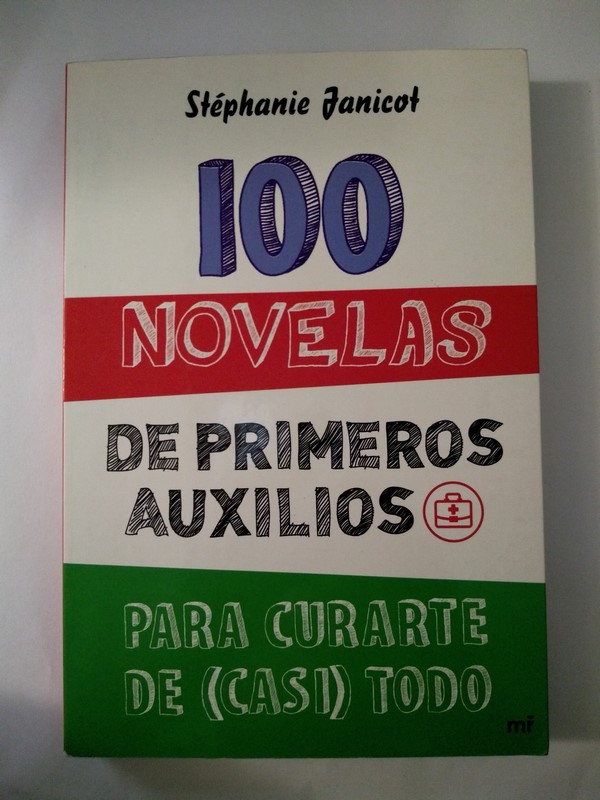 Stéphanie Janicot
100
NOVELAS
DE PRIMEROS
AUXILIOS
PARA CURARTE
DE (CASI) TODO
mr